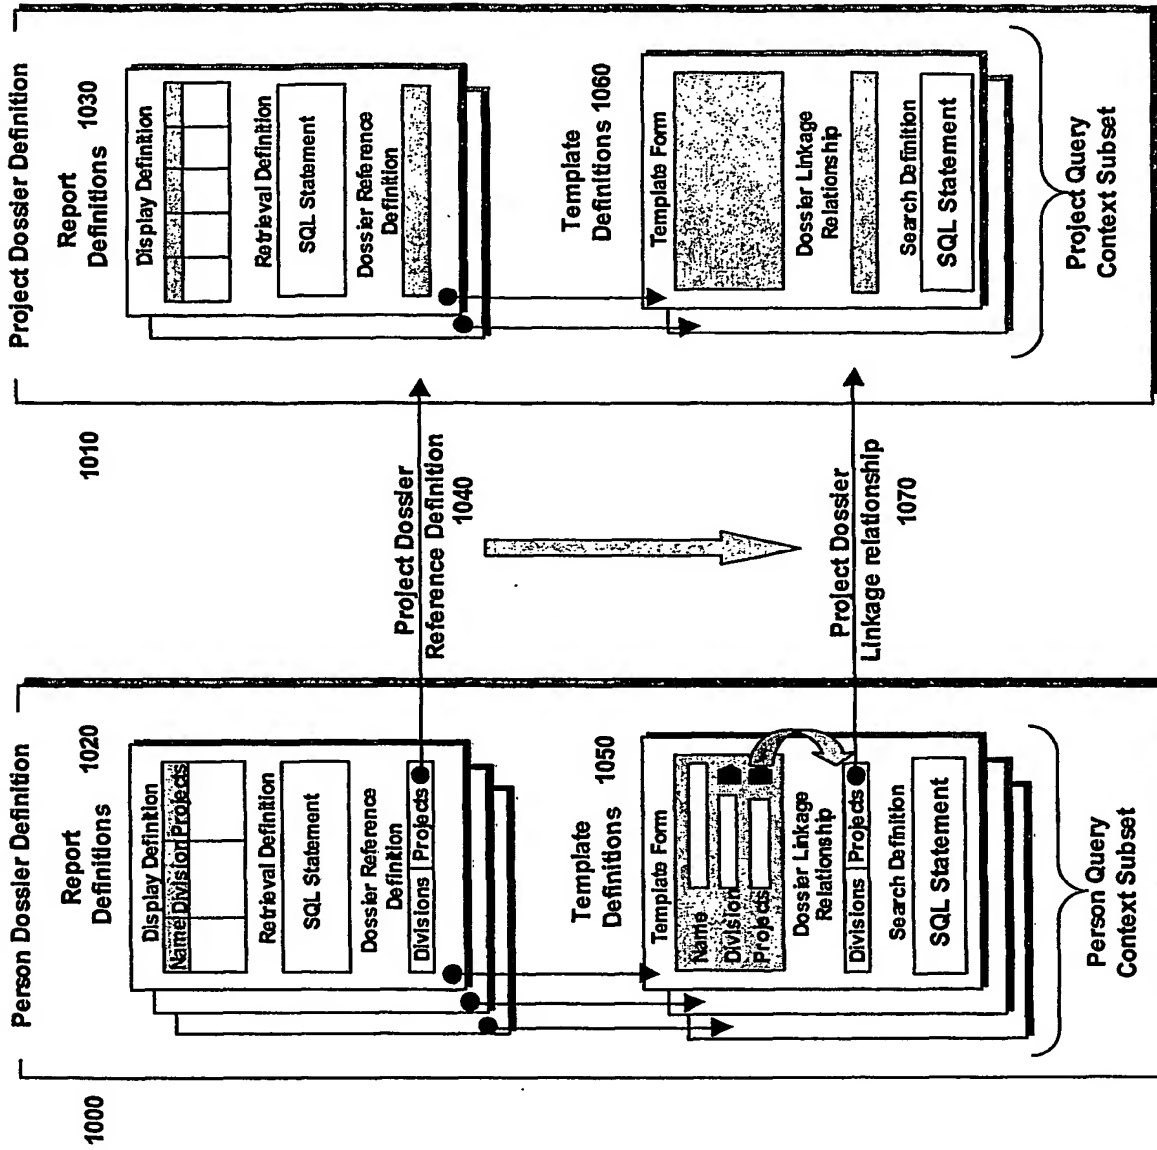 1000
Person Dossier Definition
Report
Definitions
1020
Display Definition
Name Division Projects
Retrieval Definition
SQL Statement
Dossier Reference
Definition
Divisions Projects
Template
Definitions
1050
Template Form
Name
Division
Projects
Dossier Linkage
Relationship
Divisions Projects
Search Definition
SQL Statement
Person Query
Context Subset
Project Dossier
Reference Definition
1040
Project Dossier
Linkage relationship
1070
1010
Project Dossier Definition
Report
Definitions
1030
Display Definition
Retrieval Definition
SQL Statement
Dossier Reference
Definition
Template
Definitions 1060
Template Form
Dossier Linkage
Relationship
Search Definition
SQL Statement
Project Query
Context Subset